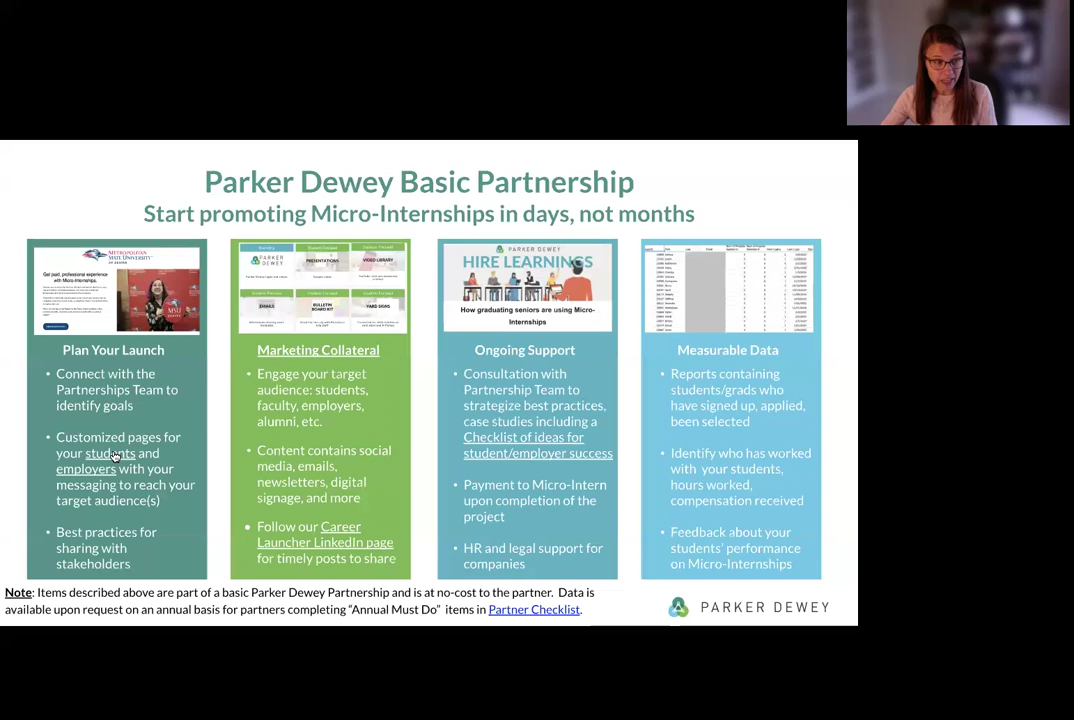 Parker Dewey Basic Partnership
Start promoting Micro-Internships in days, not months
METROPOLITAN
Get paid, professional experience
with Micro-Internships.
PARKER DEWEY
PRESENTATIONS
VIDEO LIBRARY
EMAILS
BULLETIN
BOARD KIT
YARD SIGNS
PARKER DEWEY
HIRE LEARNINGS
How graduating seniors are using Micro-
Internships
Plan Your Launch
• Connect with the
Partnerships Team to
identify goals
• Customized pages for
your students and
employers with your
messaging to reach your
target audience(s)
• Best practices for
sharing with
stakeholders
Marketing Collateral
• Engage your target
audience: students,
faculty, employers,
alumni, etc.
• Content contains social
media, emails,
newsletters, digital
signage, and more
• Follow our Career
Launcher LinkedIn page
for timely posts to share
Ongoing Support
• Consultation with
Partnership Team to
strategize best practices,
case studies including a
Checklist of ideas for
student/employer success
• Payment to Micro-Intern
upon completion of the
project
• HR and legal support for
companies
Measurable Data
• Reports containing
students/grads who
have signed up, applied,
been selected
• Identify who has worked
with your students,
hours worked,
compensation received
• Feedback about your
students' performance
on Micro-Internships
Note: Items described above are part of a basic Parker Dewey Partnership and is at no-cost to the partner. Data is
available upon request on an annual basis for partners completing "Annual Must Do" items in Partner Checklist.
PARKER DEWEY